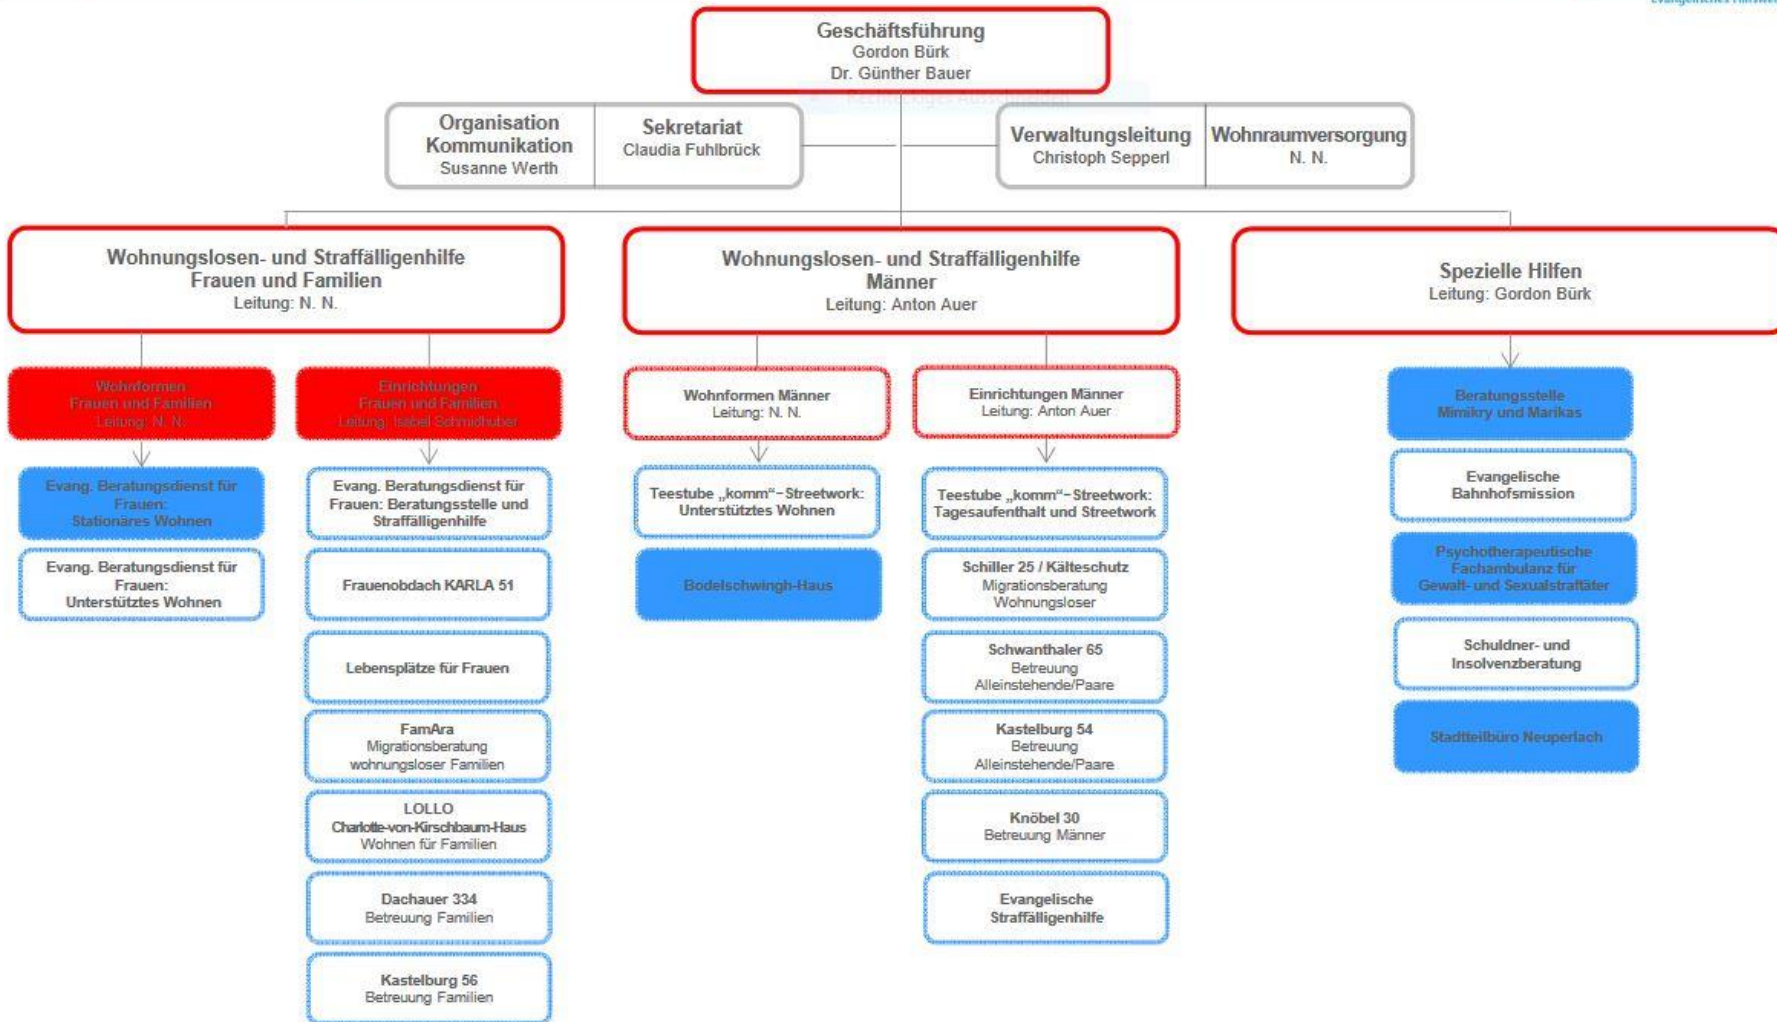 Geschäftsführung
Gordon Bürk
Dr. Günther Bauer
Rechteckiges Ausschneiden
Organisation
Kommunikation
Susanne Werth
Sekretariat
Claudia Fuhlbrück
Verwaltungsleitung
Christoph Sepperl
Wohnraumversorgung
N. N.
Wohnungslosen- und Straffälligenhilfe
Frauen und Familien
Leitung: N. N.
Wohnungslosen- und Straffälligenhilfe
Männer
Leitung: Anton Auer
Spezielle Hilfen
Leitung: Gordon Bürk
Wohnformen
Frauen und Familien
Leitung: N. N.
Evang. Beratungsdienst für
Frauen:
Stationäres Wohnen
Evang. Beratungsdienst für
Frauen:
Unterstütztes Wohnen
Einrichtungen
Frauen und Familien
Leitung: Isabel Schmidhuber
Evang. Beratungsdienst für
Frauen: Beratungsstelle und
Straffälligenhilfe
Frauenobdach KARLA 51
Lebensplätze für Frauen
FamAra
Migrationsberatung
wohnungsloser Familien
LOLLO
Charlotte-von-Kirschbaum-Haus
Wohnen für Familien
Dachauer 334
Betreuung Familien
Kastelburg 56
Betreuung Familien
Wohnformen Männer
Leitung: N. N.
Teestube „komm“–Streetwork:
Unterstütztes Wohnen
Bodelschwingh-Haus
Einrichtungen Männer
Leitung: Anton Auer
Teestube „komm“–Streetwork:
Tagesaufenthalt und Streetwork
Schiller 25 / Kälteschutz
Migrationsberatung
Wohnungsloser
Schwanthaler 65
Betreuung
Alleinstehende/Paare
Kastelburg 54
Betreuung
Alleinstehende/Paare
Knöbel 30
Betreuung Männer
Evangelische
Straffälligenhilfe
Beratungsstelle
Mimikry und Marikas
Evangelische
Bahnhofsmission
Psychotherapeutische
Fachambulanz für
Gewalt- und Sexualstraftäter
Schuldner- und
Insolvenzberatung
Stadtteilbüro Neuperlach